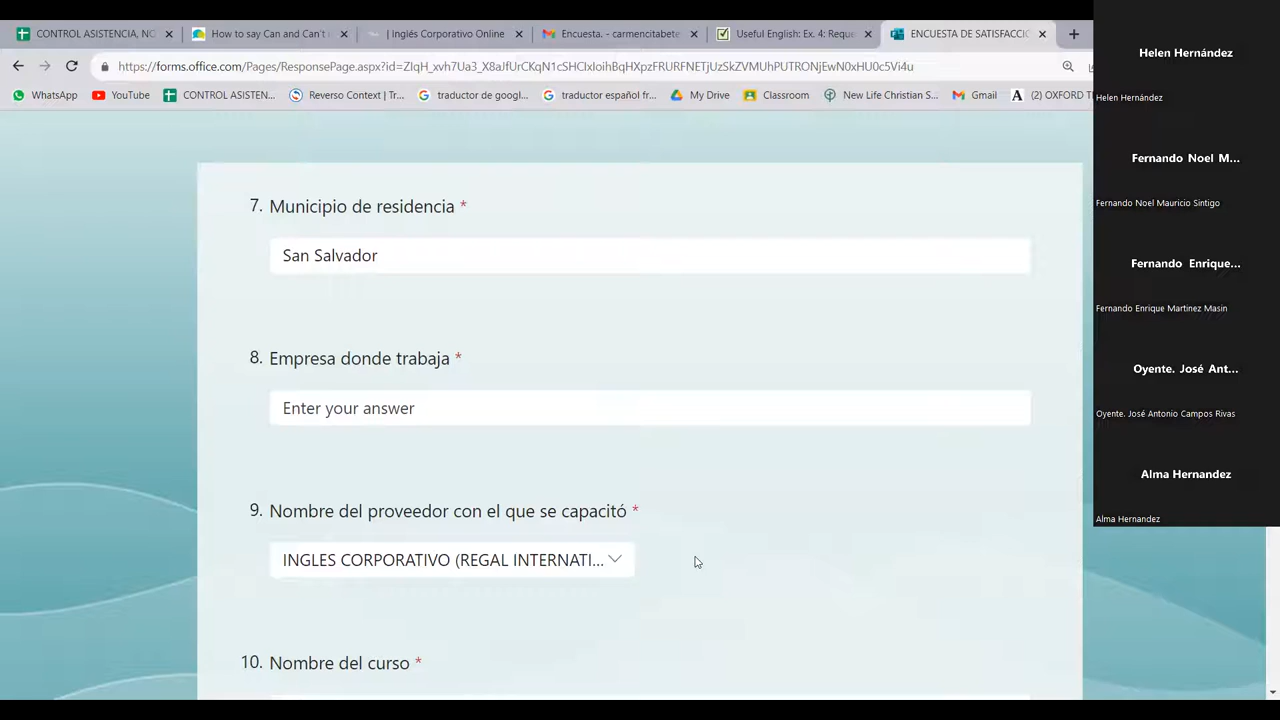 CONTROL ASISTENCIA, NO
How to say Can and Can't i
| Inglés Corporativo Online
Encuesta. - carmencitabete
Useful English: Ex. 4: Reque
ENCUESTA DE SATISFACCIO
https://forms.office.com/Pages/ResponsePage.aspx?id=ZIqH_xvh7Ua3_X8aJfUrCKqN1cSHCIxloihBqHXpzFRURFNETjUzSkZVMUhPUTRONjEwN0xHU0c5Vi4u
WhatsApp
YouTube
CONTROL ASISTEN...
Reverso Context | Tr...
traductor de googl...
traductor español fr...
My Drive
Classroom
New Life Christian S...
Gmail
(2) OXFORD T
7. Municipio de residencia *
San Salvador
8. Empresa donde trabaja *
Enter your answer
9. Nombre del proveedor con el que se capacitó *
INGLES CORPORATIVO (REGAL INTERNATI...
10. Nombre del curso *
Helen Hernández
Helen Hernández
Fernando Noel M...
Fernando Noel Mauricio Sintigo
Fernando Enrique...
Fernando Enrique Martinez Masin
Oyente. José Ant...
Oyente. José Antonio Campos Rivas
Alma Hernandez
Alma Hernandez